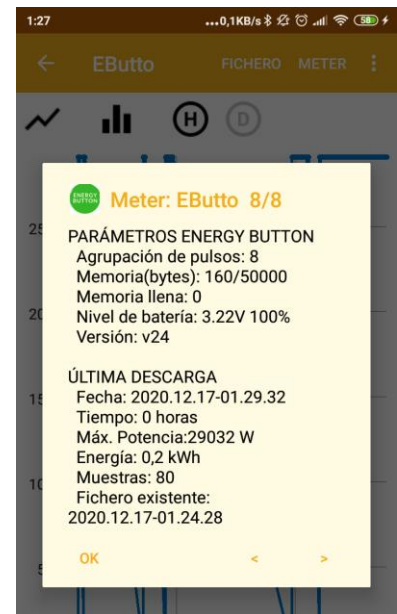 1:27
...0,1KB/s
58
EButto
FICHERO
METER
H
D
ENERGY BUTTON
Meter: EButto 8/8
PARÁMETROS ENERGY BUTTON
Agrupación de pulsos: 8
Memoria(bytes): 160/50000
Memoria llena: 0
Nivel de batería: 3.22V 100%
Versión: v24
ÚLTIMA DESCARGA
Fecha: 2020.12.17-01.29.32
Tiempo: 0 horas
Máx. Potencia:29032 W
Energía: 0,2 kWh
Muestras: 80
Fichero existente:
2020.12.17-01.24.28
OK
<
>